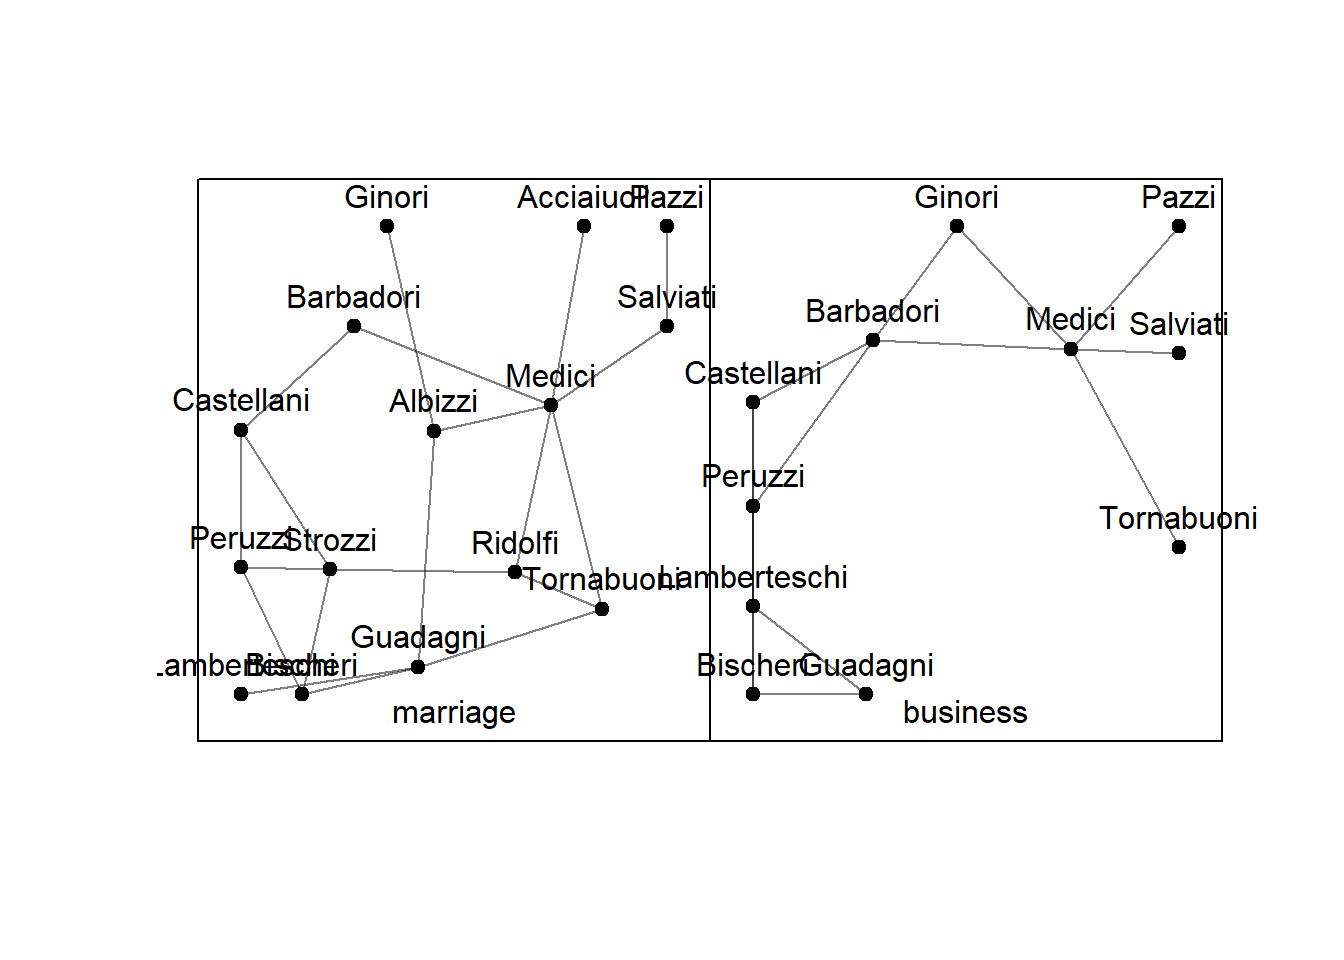 Ginori
Acciaiuoli
Pazzi
Barbadori
Salviati
Medici
Castellani
Albizzi
Peruzzi
Strozzi
Ridolfi
Tornabuoni
Guadagni
Lamberteschi
Bischeri
marriage
Ginori
Pazzi
Barbadori
Medici
Salviati
Castellani
Peruzzi
Tornabuoni
Lamberteschi
Bischeri
Guadagni
business